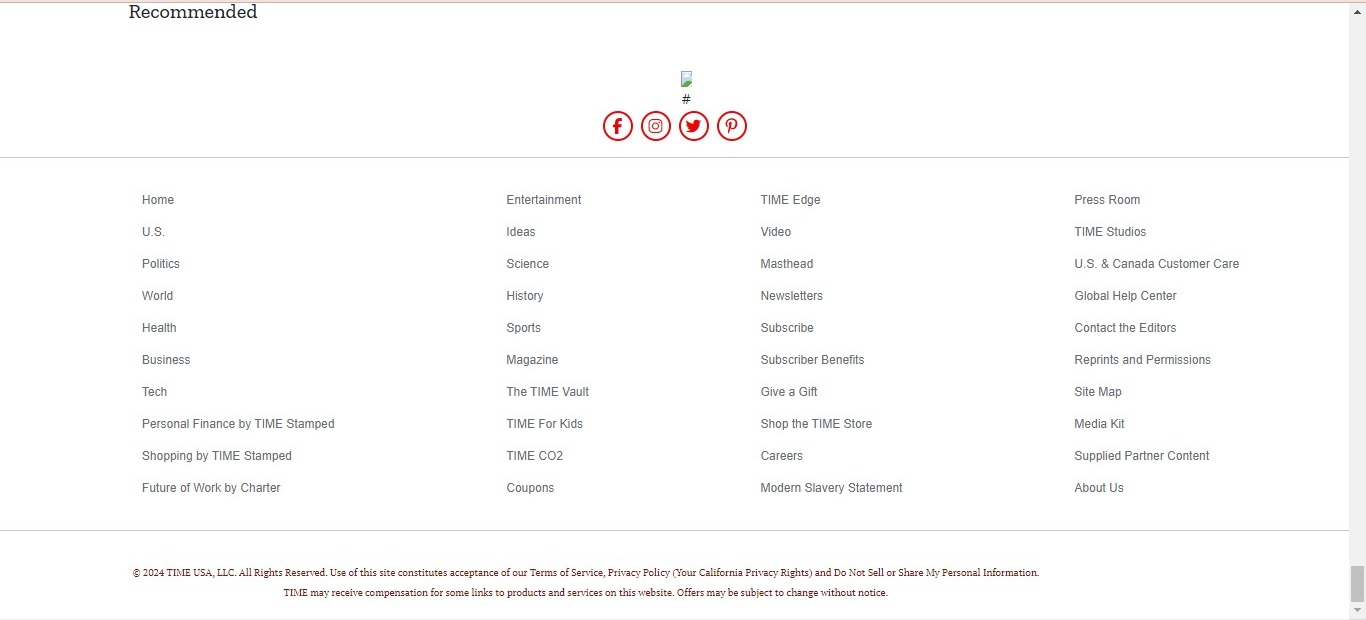 Recommended
#
Home
U.S.
Politics
World
Health
Business
Tech
Personal Finance by TIME Stamped
Shopping by TIME Stamped
Future of Work by Charter
Entertainment
Ideas
Science
History
Sports
Magazine
The TIME Vault
TIME For Kids
TIME CO2
Coupons
TIME Edge
Video
Masthead
Newsletters
Subscribe
Subscriber Benefits
Give a Gift
Shop the TIME Store
Careers
Modern Slavery Statement
Press Room
TIME Studios
U.S. & Canada Customer Care
Global Help Center
Contact the Editors
Reprints and Permissions
Site Map
Media Kit
Supplied Partner Content
About Us
© 2024 TIME USA, LLC. All Rights Reserved. Use of this site constitutes acceptance of our Terms of Service, Privacy Policy (Your California Privacy Rights) and Do Not Sell or Share My Personal Information.
TIME may receive compensation for some links to products and services on this website. Offers may be subject to change without notice.